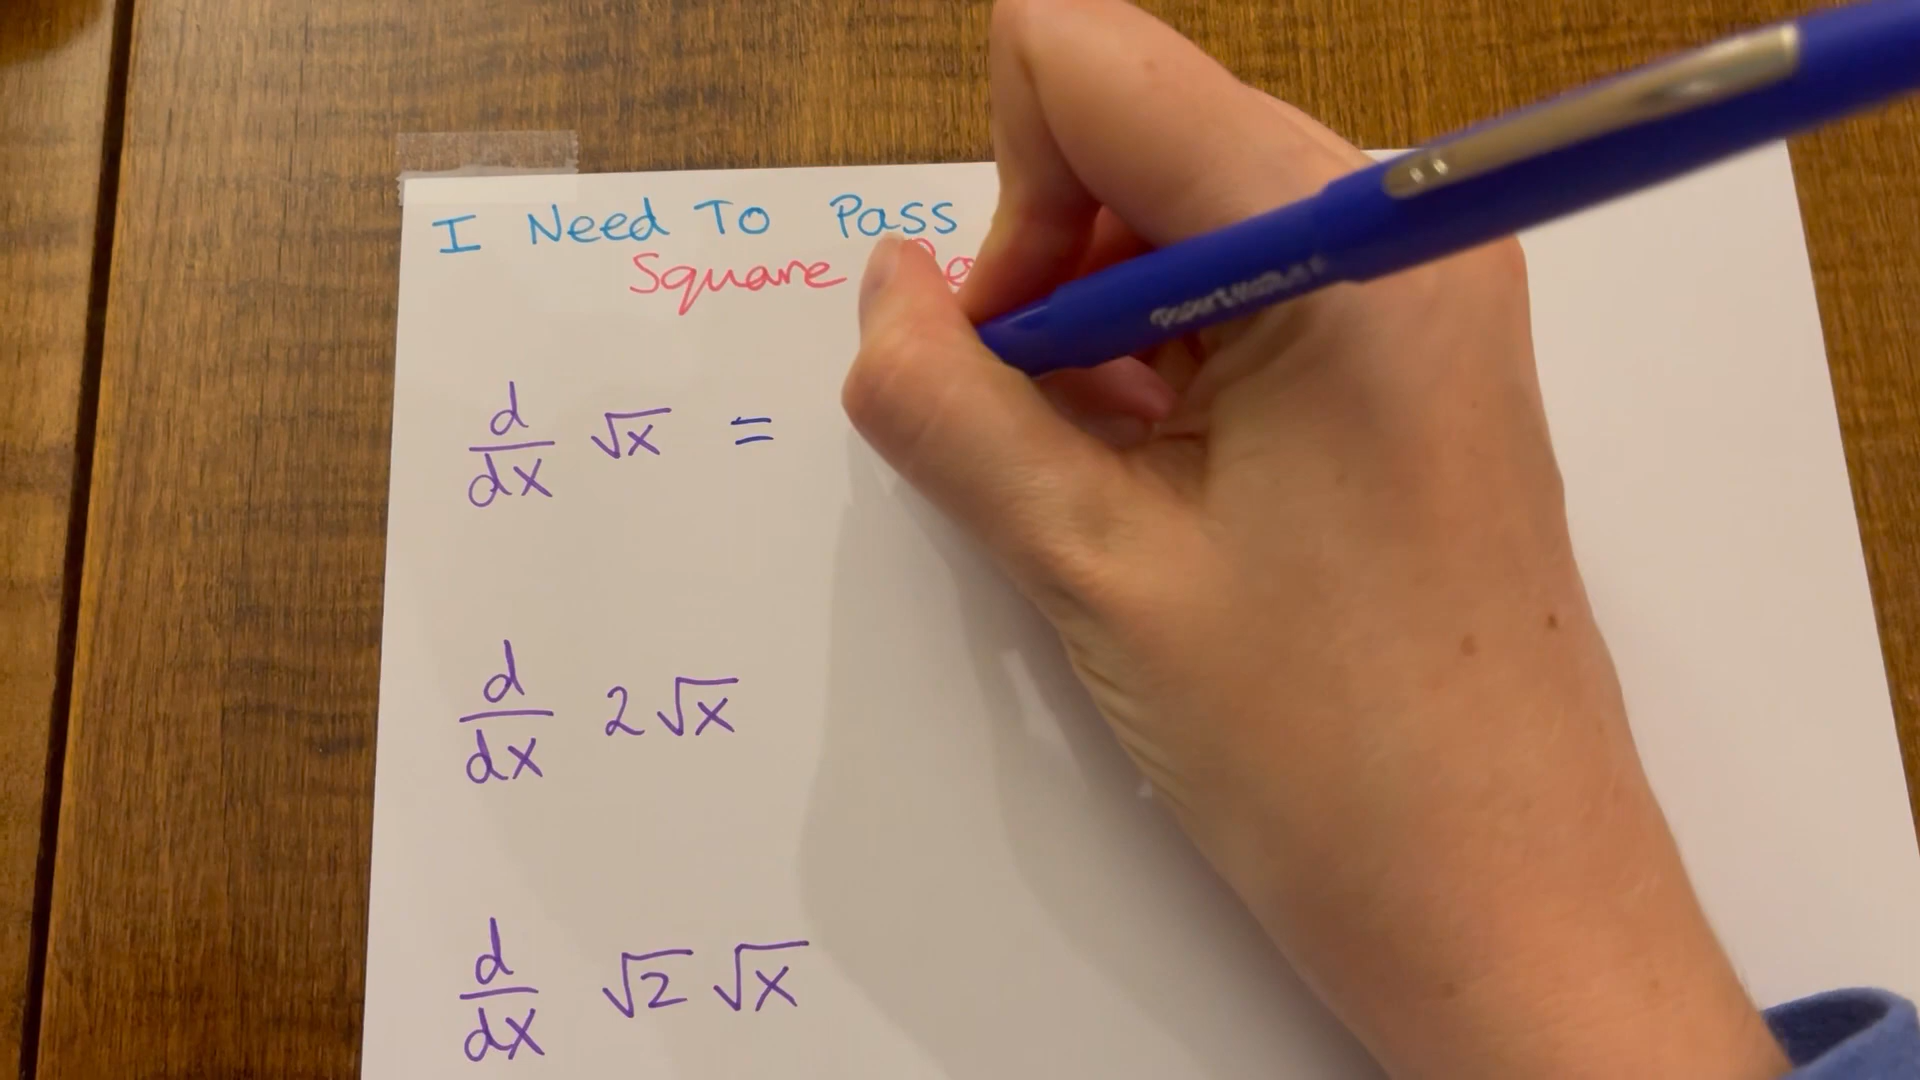 I Need To Pass
Square
d/dx √x =
d/dx 2√x
d/dx √2 √x